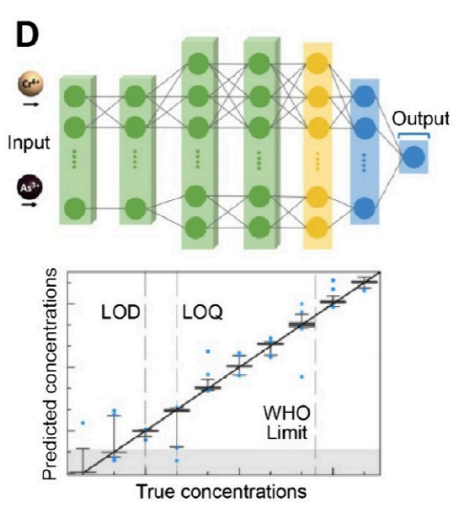 D
Cr⁶⁺
Input
As³⁺
Output
LOD
LOQ
WHO
Limit
Predicted concentrations
True concentrations